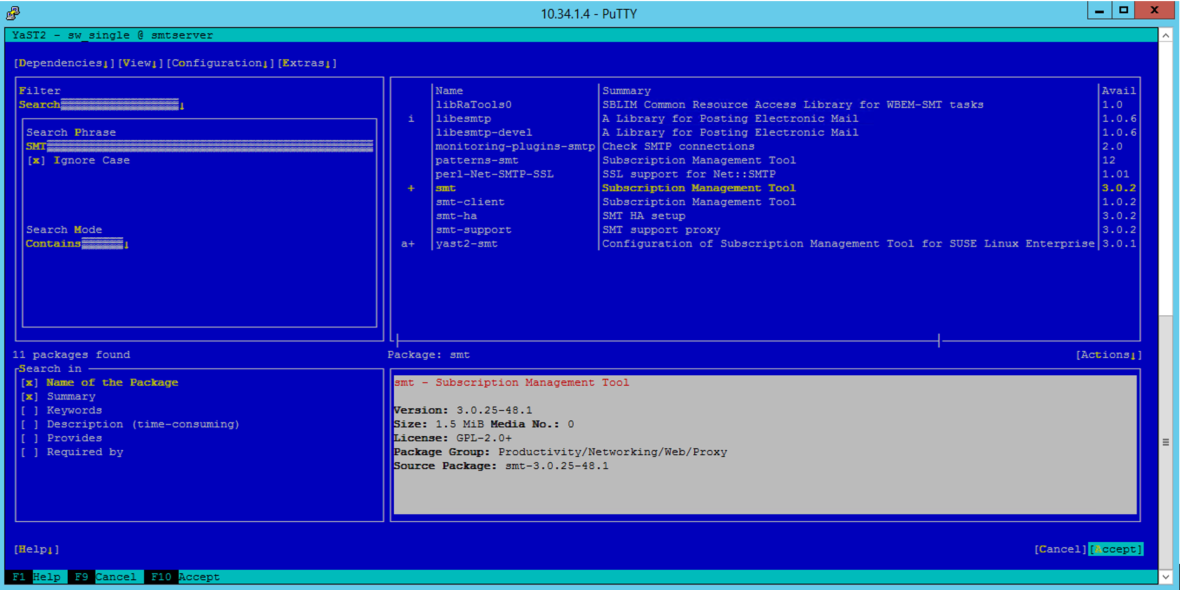 10.34.1.4 - PuTTY
YaST2 - sw_single @ smtserver
[Dependencies↓][View↓][Configuration↓][Extras↓]
Filter
Search
Search Phrase
SMT
[x] Ignore Case
Search Mode
Contains
Name Summary Avail
libRaTools0 SBLIM Common Resource Access Library for WBEM-SMT tasks 1.0
i libesmtp A Library for Posting Electronic Mail 1.0.6
libesmtp-devel A Library for Posting Electronic Mail 1.0.6
monitoring-plugins-smtp Check SMTP connections 2.0
patterns-smt Subscription Management Tool 12
perl-Net-SMTP-SSL SSL support for Net::SMTP 1.01
+ smt Subscription Management Tool 3.0.2
smt-client Subscription Management Tool 1.0.2
smt-ha SMT HA setup 3.0.2
smt-support SMT support proxy 3.0.2
a+ yast2-smt Configuration of Subscription Management Tool for SUSE Linux Enterprise 3.0.1
11 packages found
Package: smt
[Actions↓]
Search in
[x] Name of the Package
[x] Summary
[ ] Keywords
[ ] Description (time-consuming)
[ ] Provides
[ ] Required by
smt - Subscription Management Tool
Version: 3.0.25-48.1
Size: 1.5 MiB Media No.: 0
License: GPL-2.0+
Package Group: Productivity/Networking/Web/Proxy
Source Package: smt-3.0.25-48.1
[Help↓]
[Cancel][Accept]
F1 Help F9 Cancel F10 Accept